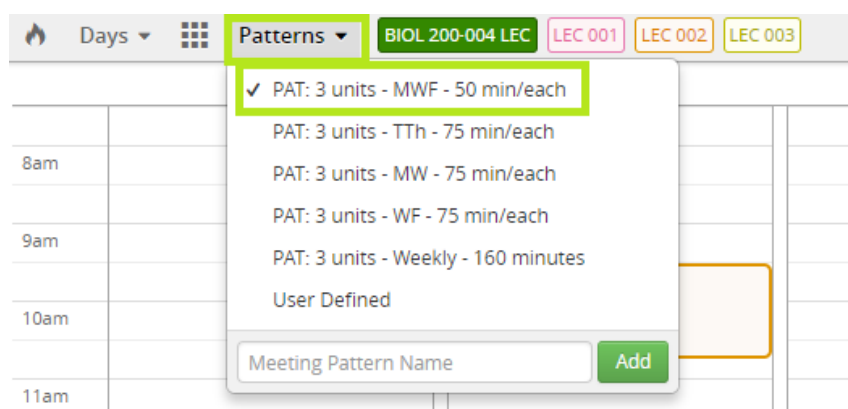 Days Patterns BIOL 200-004 LEC LEC 001 LEC 002 LEC 003
✓ PAT: 3 units - MWF - 50 min/each
PAT: 3 units - TTh - 75 min/each
8am
PAT: 3 units - MW - 75 min/each
PAT: 3 units - WF - 75 min/each
9am
PAT: 3 units - Weekly - 160 minutes
User Defined
10am
Meeting Pattern Name Add
11am